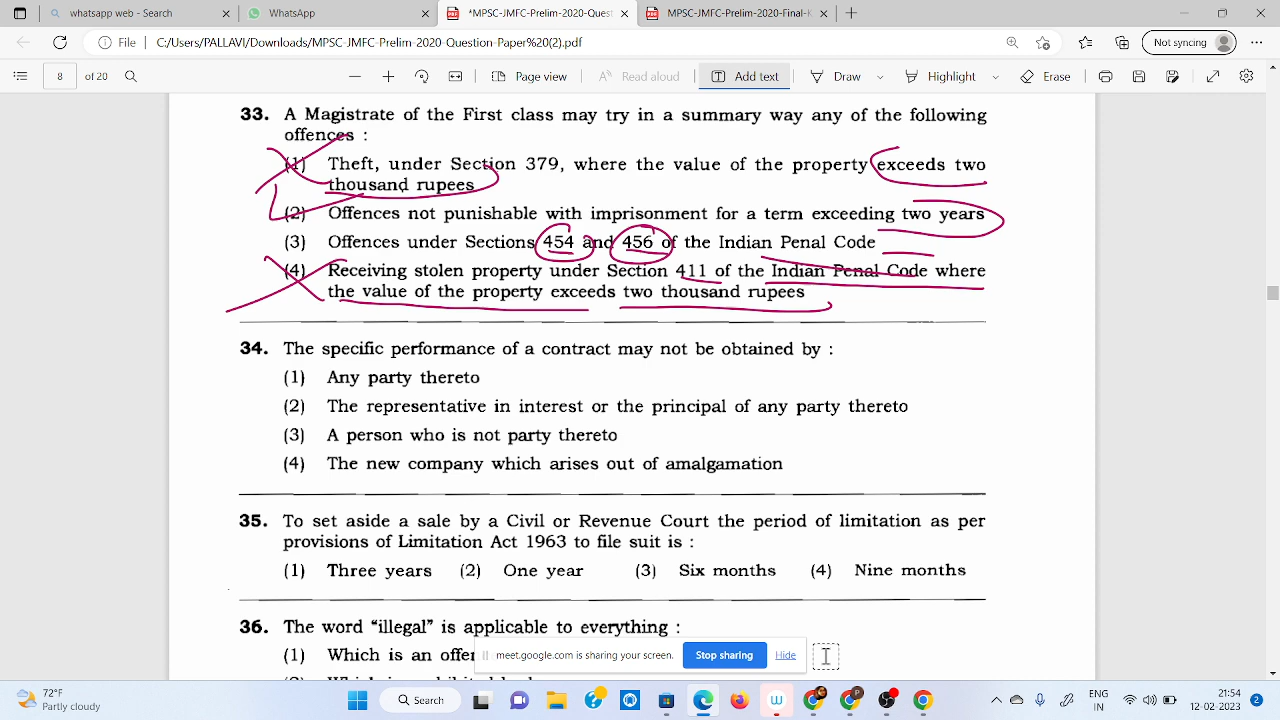 whatsapp web - Search
WhatsApp
*MPSC-JMFC-Prelim-2020-Quest
MPSC-JMFC-Prelim-2020-Final-K
File
C:/Users/PALLAVI/Downloads/MPSC-JMFC-Prelim-2020-Question-Paper%20(2).pdf
Not syncing
8 of 20
Page view
Read aloud
Add text
Draw
Highlight
Erase
33. A Magistrate of the First class may try in a summary way any of the following
offences :
(1) Theft, under Section 379, where the value of the property exceeds two
thousand rupees
(2) Offences not punishable with imprisonment for a term exceeding two years
(3) Offences under Sections 454 and 456 of the Indian Penal Code
(4) Receiving stolen property under Section 411 of the Indian Penal Code where
the value of the property exceeds two thousand rupees
34. The specific performance of a contract may not be obtained by :
(1) Any party thereto
(2) The representative in interest or the principal of any party thereto
(3) A person who is not party thereto
(4) The new company which arises out of amalgamation
35. To set aside a sale by a Civil or Revenue Court the period of limitation as per
provisions of Limitation Act 1963 to file suit is :
(1) Three years (2) One year (3) Six months (4) Nine months
36. The word "illegal" is applicable to everything :
(1) Which is an offen
meet.google.com is sharing your screen.
Stop sharing
Hide
72°F
Partly cloudy
Search
ENG
IN
21:54
12-02-2023
2